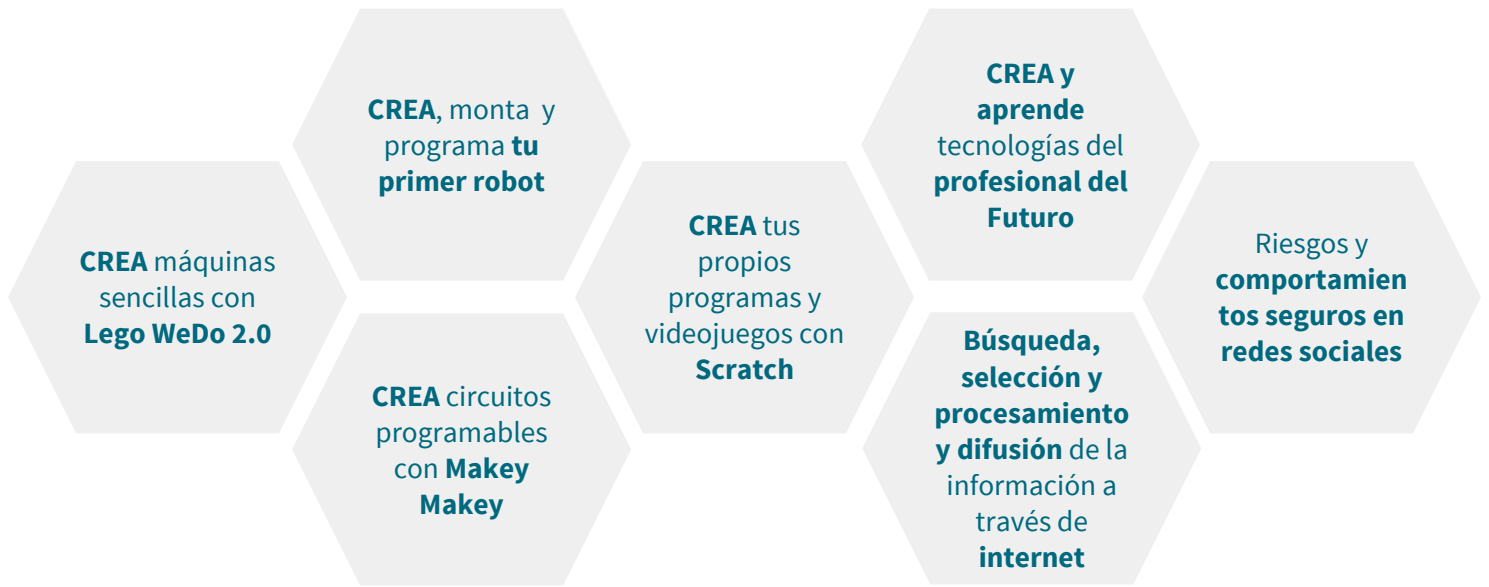 CREA máquinas
sencillas con
Lego WeDo 2.0
CREA, monta y
programa tu
primer robot
CREA circuitos
programables
con Makey
Makey
CREA tus
propios
programas y
videojuegos con
Scratch
CREA y
aprende
tecnologías del
profesional del
Futuro
Búsqueda,
selección y
procesamiento
y difusión de la
información a
través de
internet
Riesgos y
comportamien
tos seguros en
redes sociales